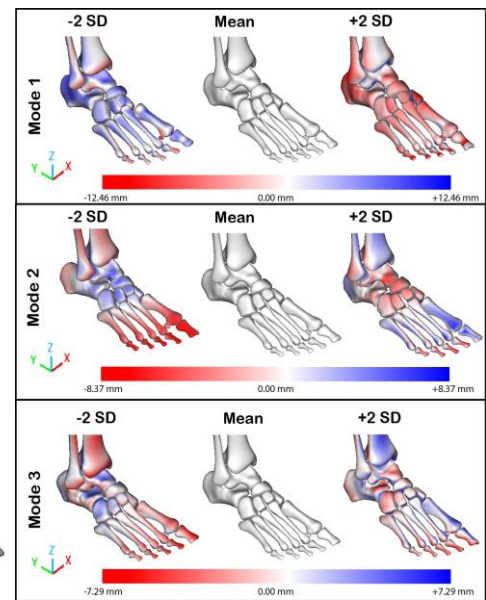 -2 SD Mean +2 SD
Mode 1
Z
Y X
-12.46 mm 0.00 mm +12.46 mm
-2 SD Mean +2 SD
Mode 2
Z
Y X
-8.37 mm 0.00 mm +8.37 mm
-2 SD Mean +2 SD
Mode 3
Z
Y X
-7.29 mm 0.00 mm +7.29 mm